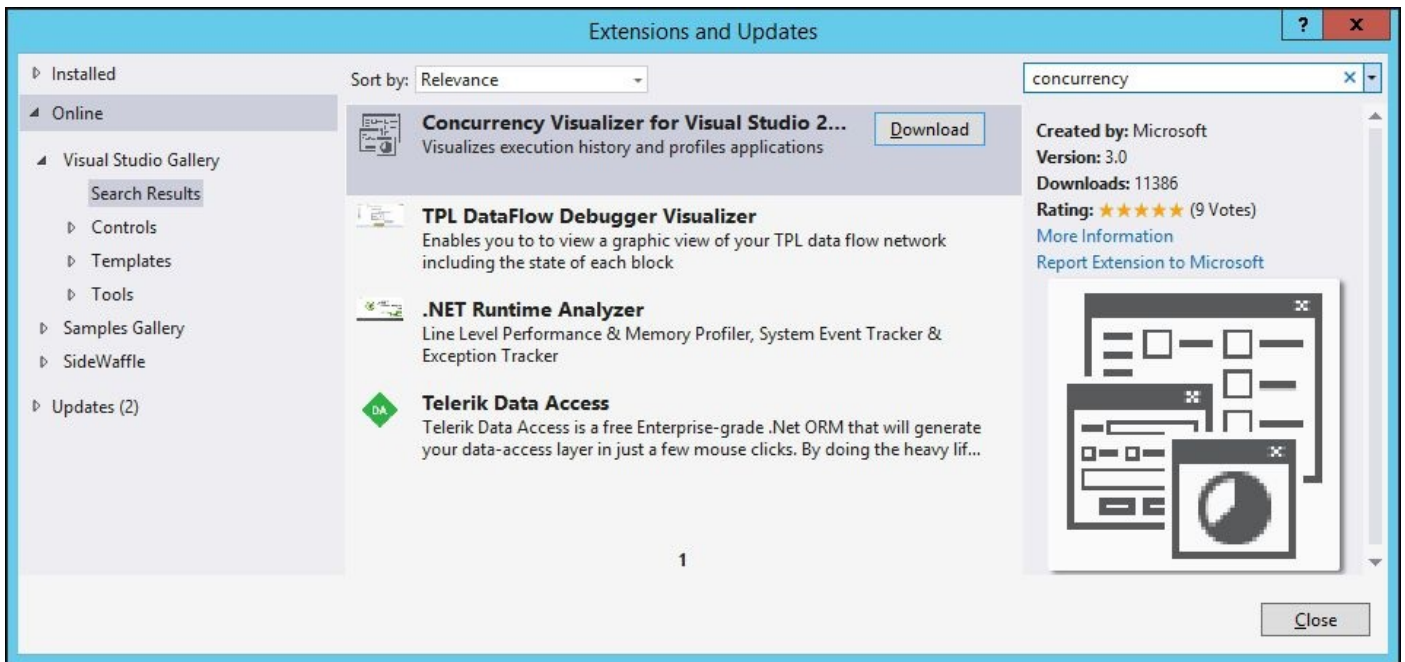 Extensions and Updates
?
x
Installed
Online
Visual Studio Gallery
Search Results
Controls
Templates
Tools
Samples Gallery
SideWaffle
Updates (2)
Sort by: Relevance
Concurrency Visualizer for Visual Studio 2...
Download
Visualizes execution history and profiles applications
TPL DataFlow Debugger Visualizer
Enables you to to view a graphic view of your TPL data flow network
including the state of each block
.NET Runtime Analyzer
Line Level Performance & Memory Profiler, System Event Tracker &
Exception Tracker
DA
Telerik Data Access
Telerik Data Access is a free Enterprise-grade .Net ORM that will generate
your data-access layer in just a few mouse clicks. By doing the heavy lif...
1
concurrency
Created by: Microsoft
Version: 3.0
Downloads: 11386
Rating: ★★★★★ (9 Votes)
More Information
Report Extension to Microsoft
Close